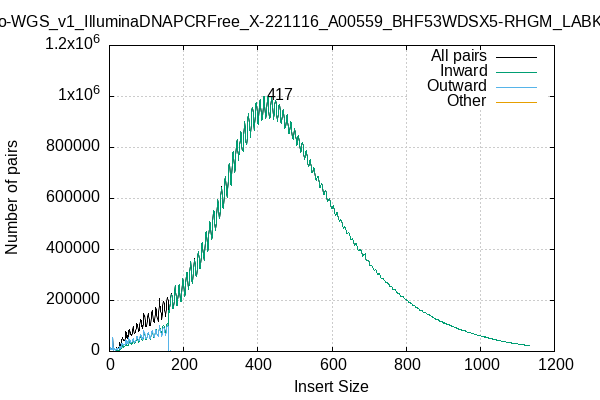 o-WGS_v1_IlluminaDNAPCRFree_X-221116_A00559_BHF53WDSX5-RHGM_LABK
1.2x10^6
1x10^6
800000
600000
400000
200000
0
Number of pairs
417
All pairs
Inward
Outward
Other
0 200 400 600 800 1000 1200
Insert Size